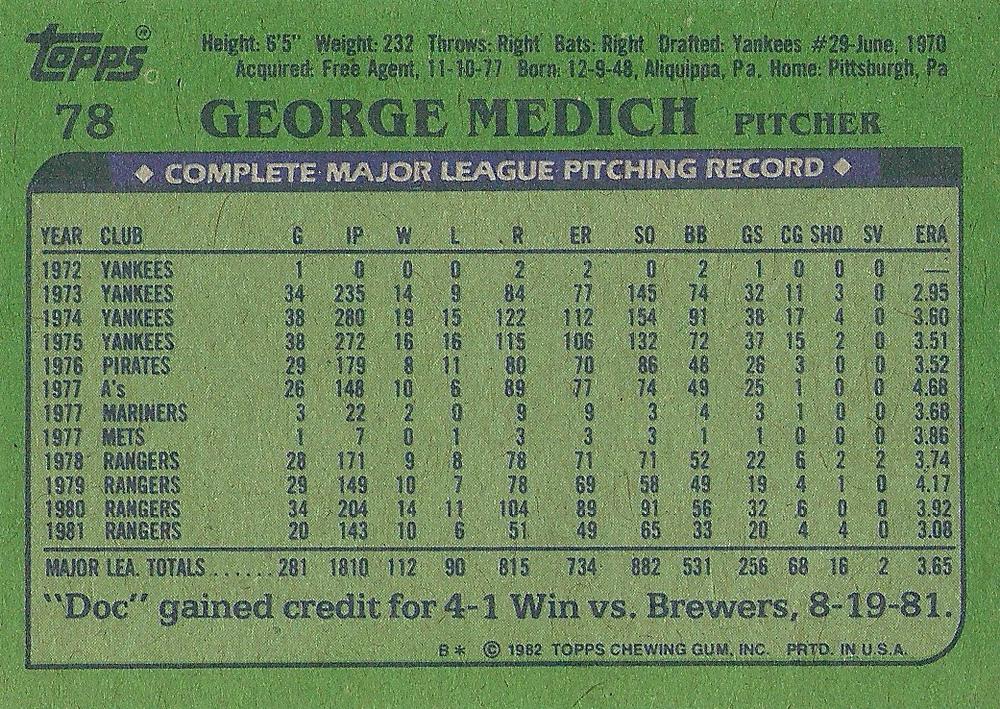 Topps®
Height: 6'5" Weight: 232 Throws: Right Bats: Right Drafted: Yankees #29-June, 1970
Acquired: Free Agent, 11-10-77 Born: 12-9-48, Aliquippa, Pa. Home: Pittsburgh, Pa
78 GEORGE MEDICH PITCHER
◆ COMPLETE MAJOR LEAGUE PITCHING RECORD ◆
YEAR CLUB G IP W L R ER SO BB GS CG SHO SV ERA
1972 YANKEES 1 0 0 0 2 2 0 2 1 0 0 0 —
1973 YANKEES 34 235 14 9 84 77 145 74 32 11 3 0 2.95
1974 YANKEES 38 280 19 15 122 112 154 91 38 17 4 0 3.60
1975 YANKEES 38 272 16 16 115 106 132 72 37 15 2 0 3.51
1976 PIRATES 29 179 8 11 80 70 86 48 26 3 0 0 3.52
1977 A's 26 148 10 6 89 77 74 49 25 1 0 0 4.68
1977 MARINERS 3 22 2 0 9 9 3 4 3 1 0 0 3.68
1977 METS 1 7 0 1 3 3 3 1 1 0 0 0 3.86
1978 RANGERS 28 171 9 8 78 71 71 52 22 6 2 2 3.74
1979 RANGERS 29 149 10 7 78 69 58 49 19 4 1 0 4.17
1980 RANGERS 34 204 14 11 104 89 91 56 32 6 0 0 3.92
1981 RANGERS 20 143 10 6 51 49 65 33 20 4 4 0 3.08
MAJOR LEA. TOTALS....... 281 1810 112 90 815 734 882 531 256 68 16 2 3.65
"Doc" gained credit for 4-1 Win vs. Brewers, 8-19-81.
B* © 1982 TOPPS CHEWING GUM, INC. PRTD. IN U.S.A.